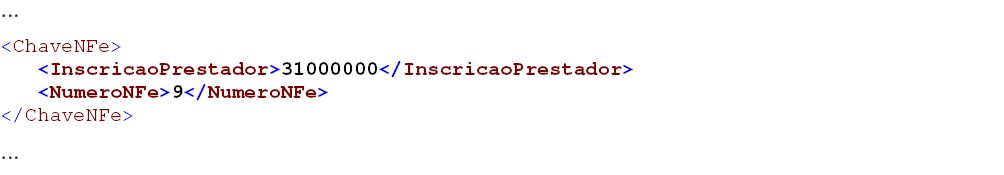 ...
<ChaveNFe>
<InscricaoPrestador>31000000</InscricaoPrestador>
<NumeroNFe>9</NumeroNFe>
</ChaveNFe>
...